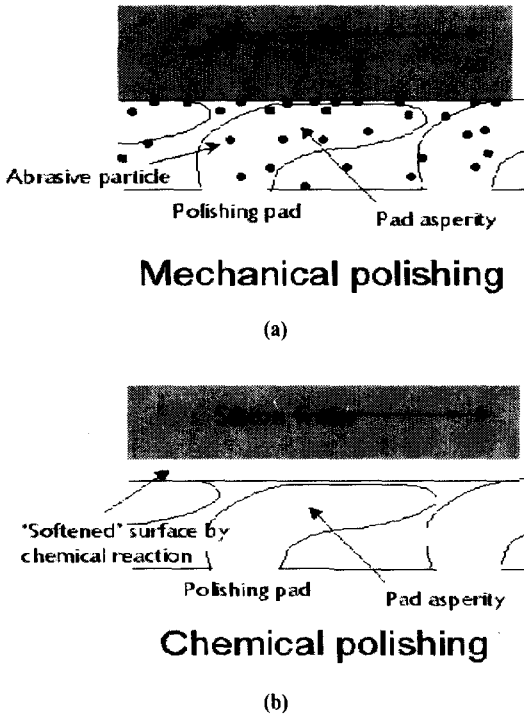 Abrasive particle
Polishing pad
Pad asperity
Mechanical polishing
(a)
"Softened" surface by
chemical reaction
Polishing pad
Pad asperity
Chemical polishing
(b)